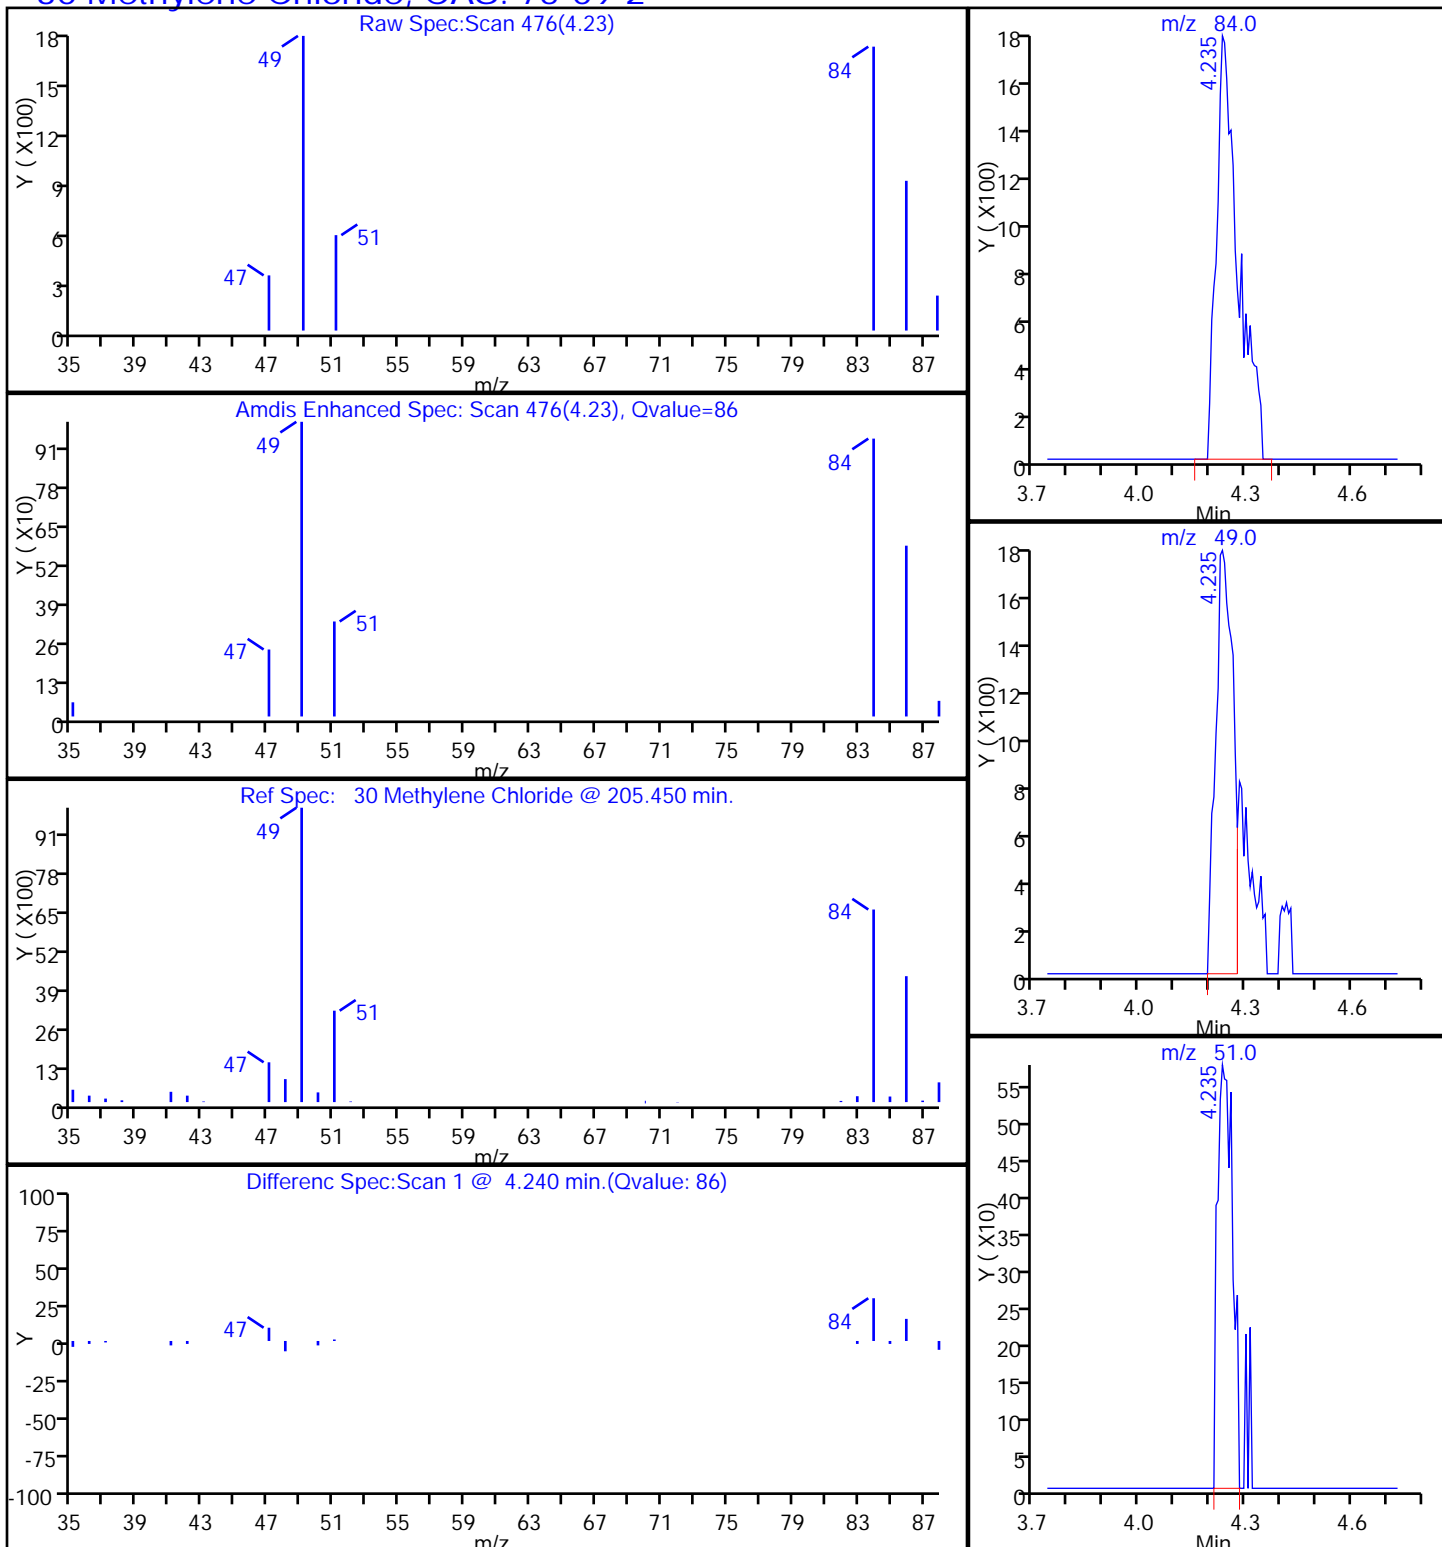 Raw Spec:Scan 476(4.23)
Y ( X100)
18
15
12
9
6
3
0
47
49
51
84
35 39 43 47 51 55 59 63 67 71 75 79 83 87
m/z
Amdis Enhanced Spec: Scan 476(4.23), Qvalue=86
Y ( X10)
91
78
65
52
39
26
13
0
47
49
51
84
35 39 43 47 51 55 59 63 67 71 75 79 83 87
m/z
Ref Spec: 30 Methylene Chloride @ 205.450 min.
Y ( X100)
91
78
65
52
39
26
13
0
47
49
51
84
35 39 43 47 51 55 59 63 67 71 75 79 83 87
m/z
Differenc Spec:Scan 1 @ 4.240 min.(Qvalue: 86)
Y
100
75
50
25
0
-25
-50
-75
-100
47
84
35 39 43 47 51 55 59 63 67 71 75 79 83 87
m/z
m/z 84.0
4.235
Y ( X100)
18
16
14
12
10
8
6
4
2
0
3.7 4.0 4.3 4.6
Min
m/z 49.0
4.235
Y ( X100)
18
16
14
12
10
8
6
4
2
0
3.7 4.0 4.3 4.6
Min
m/z 51.0
4.235
Y ( X10)
55
50
45
40
35
30
25
20
15
10
5
0
3.7 4.0 4.3 4.6
Min